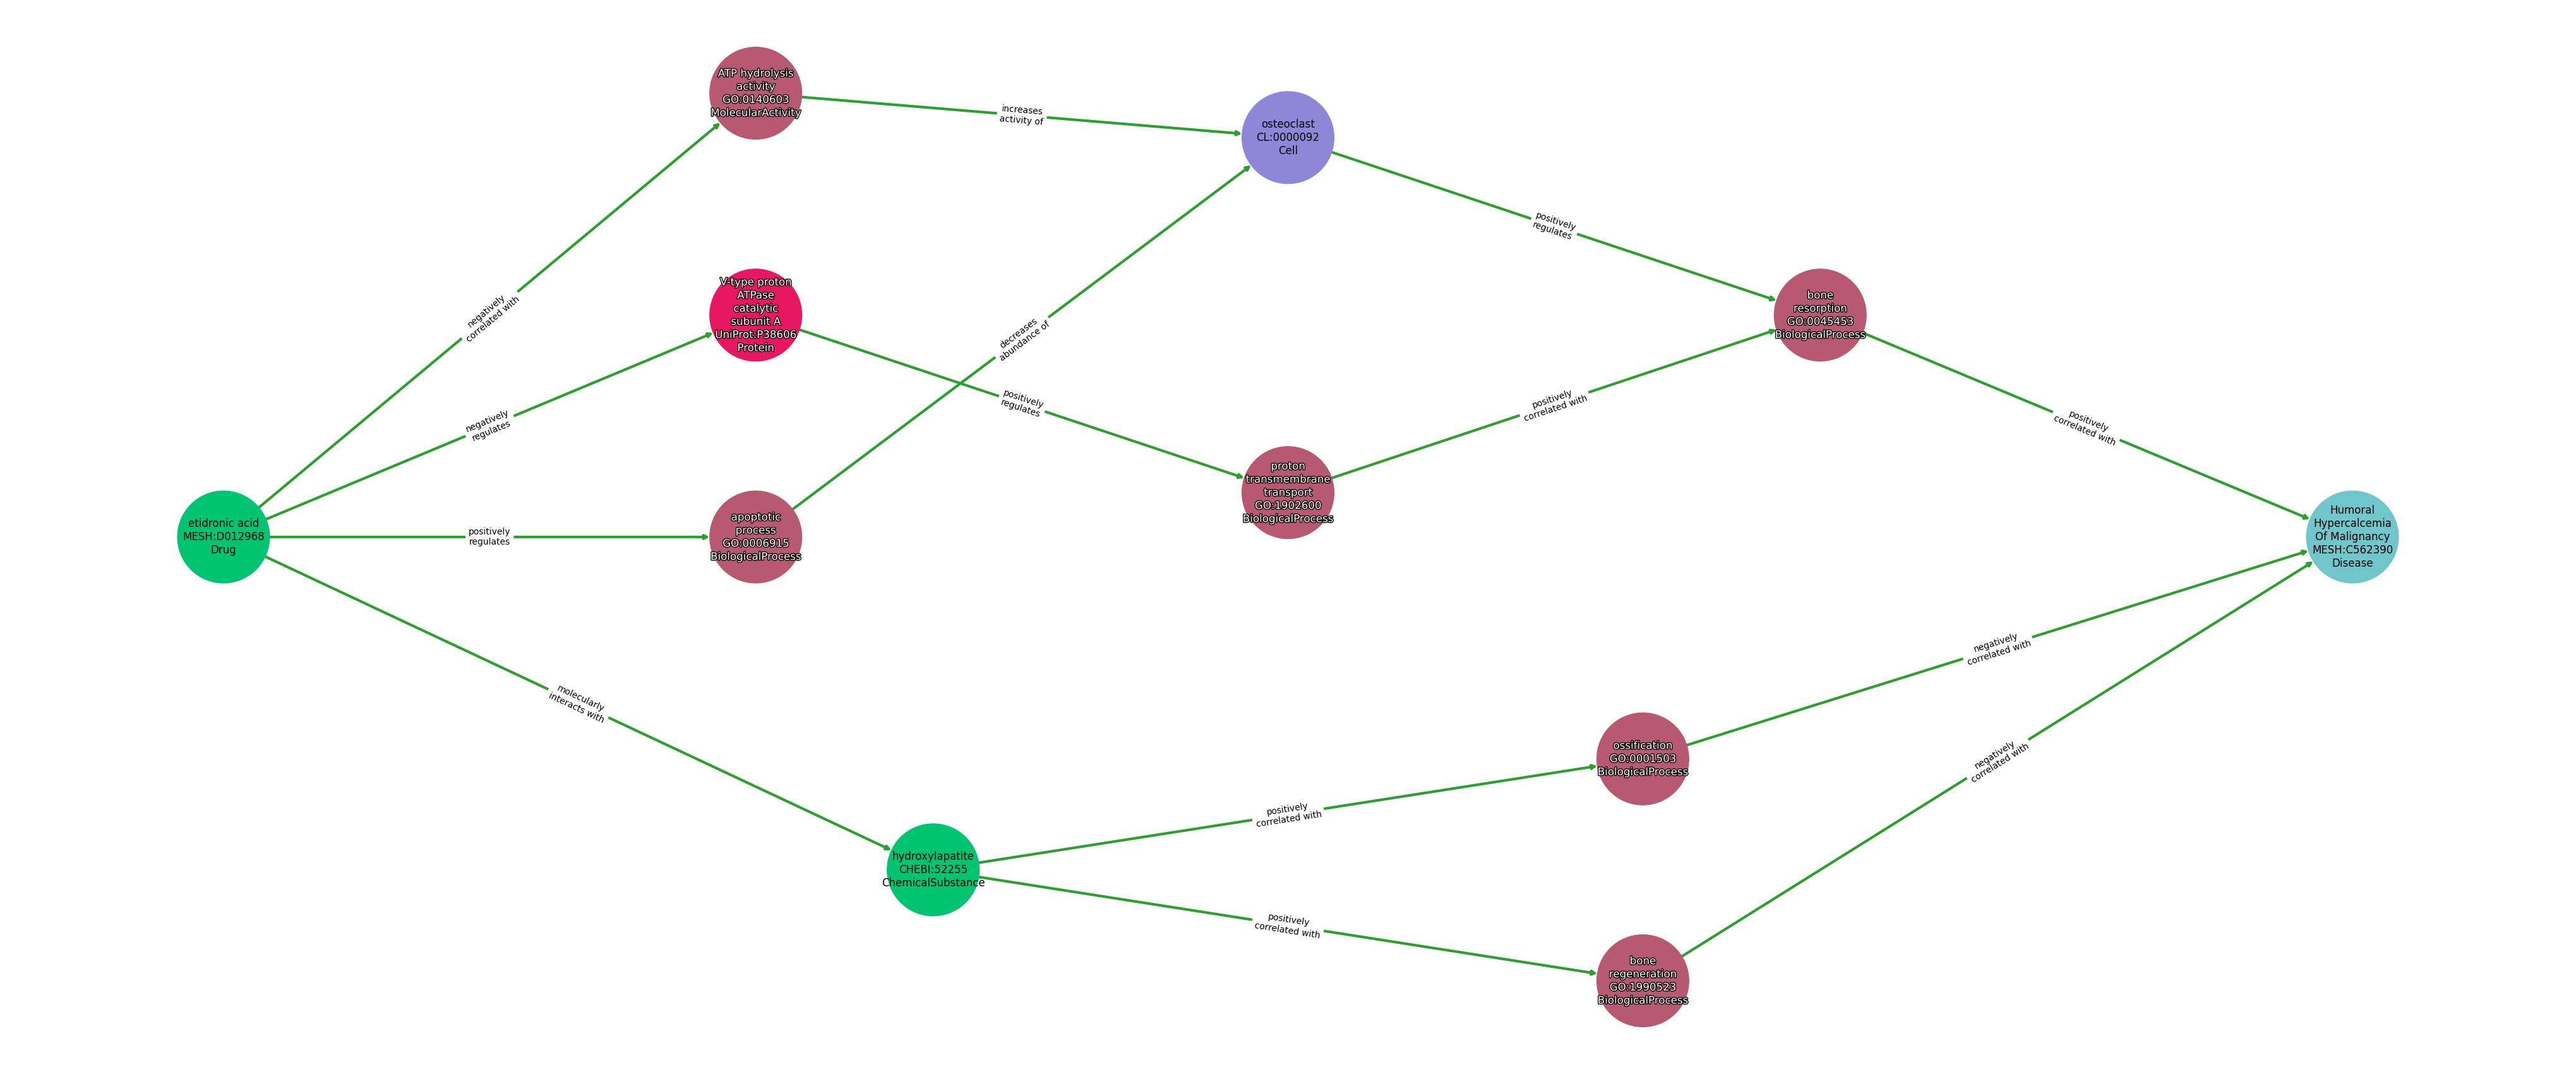 ATP hydrolysis
activity
GO:0140603
MolecularActivity
increases
activity of
osteoclast
CL:0000092
Cell
positively
regulates
negatively
correlated with
V-type proton
ATPase
catalytic
subunit A
UniProt:P38606
Protein
decreases
abundance of
bone
resorption
GO:0045453
BiologicalProcess
negatively
regulates
positively
regulates
positively
correlated with
positively
correlated with
etidronic acid
MESH:D012968
Drug
positively
regulates
apoptotic
process
GO:0006915
BiologicalProcess
proton
transmembrane
transport
GO:1902600
BiologicalProcess
Humoral
Hypercalcemia
Of Malignancy
MESH:C562390
Disease
molecularly
interacts with
negatively
correlated with
ossification
GO:0001503
BiologicalProcess
negatively
correlated with
positively
correlated with
hydroxylapatite
CHEBI:52255
ChemicalSubstance
positively
correlated with
bone
regeneration
GO:1990523
BiologicalProcess